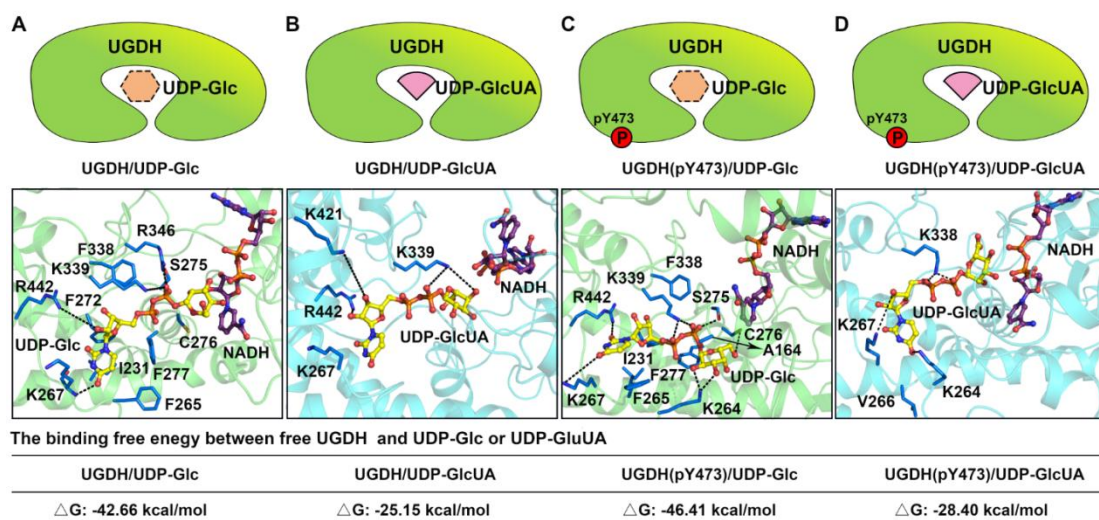 A B C D
UGDH UGDH UGDH UGDH
UDP-Glc UDP-GlcUA UDP-Glc UDP-GlcUA
pY473 pY473
P P
UGDH/UDP-Glc UGDH/UDP-GlcUA UGDH(pY473)/UDP-Glc UGDH(pY473)/UDP-GlcUA
R346
F338
K339
S275
R442
F272
UDP-Glc
C276
NADH
I231
K267
F277
F265
K421
K339
NADH
R442
UDP-GlcUA
K267
NADH
F338
K339
S275
R442
C276
I231
A164
F277
UDP-Glc
K267
F265
K264
K338
NADH
UDP-GlcUA
K267
K264
V266
The binding free enegy between free UGDH and UDP-Glc or UDP-GluUA
UGDH/UDP-Glc UGDH/UDP-GlcUA UGDH(pY473)/UDP-Glc UGDH(pY473)/UDP-GlcUA
△G: -42.66 kcal/mol △G: -25.15 kcal/mol △G: -46.41 kcal/mol △G: -28.40 kcal/mol